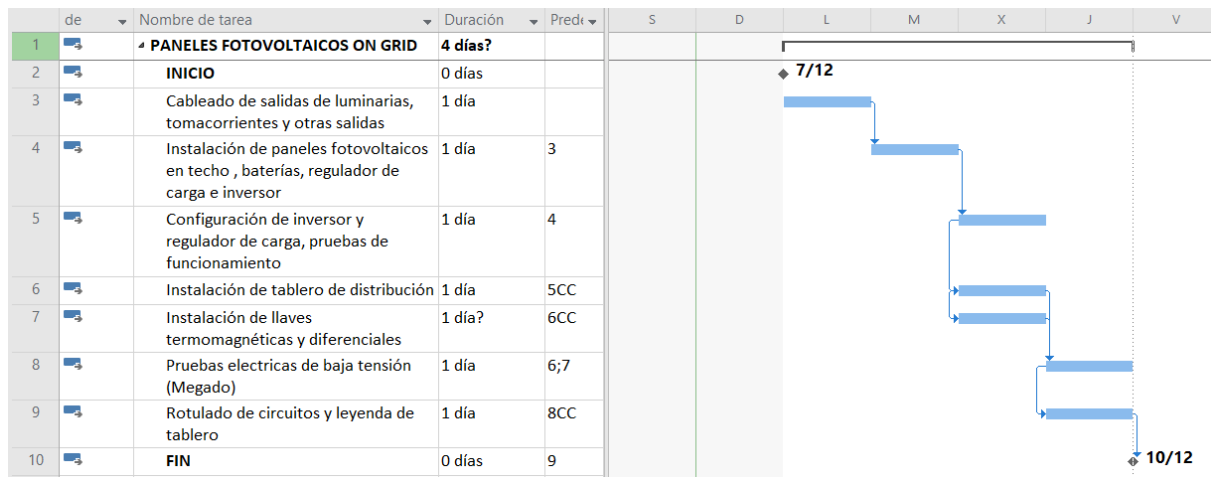 de Nombre de tarea Duración Prede S D L M X J V
1 PANELES FOTOVOLTAICOS ON GRID 4 días?
2 INICIO 0 días 7/12
3 Cableado de salidas de luminarias, 1 día
tomacorrientes y otras salidas
4 Instalación de paneles fotovoltaicos 1 día 3
en techo , baterías, regulador de
carga e inversor
5 Configuración de inversor y 1 día 4
regulador de carga, pruebas de
funcionamiento
6 Instalación de tablero de distribución 1 día 5CC
7 Instalación de llaves 1 día? 6CC
termomagnéticas y diferenciales
8 Pruebas electricas de baja tensión 1 día 6;7
(Megado)
9 Rotulado de circuitos y leyenda de 1 día 8CC
tablero
10 FIN 0 días 9 10/12